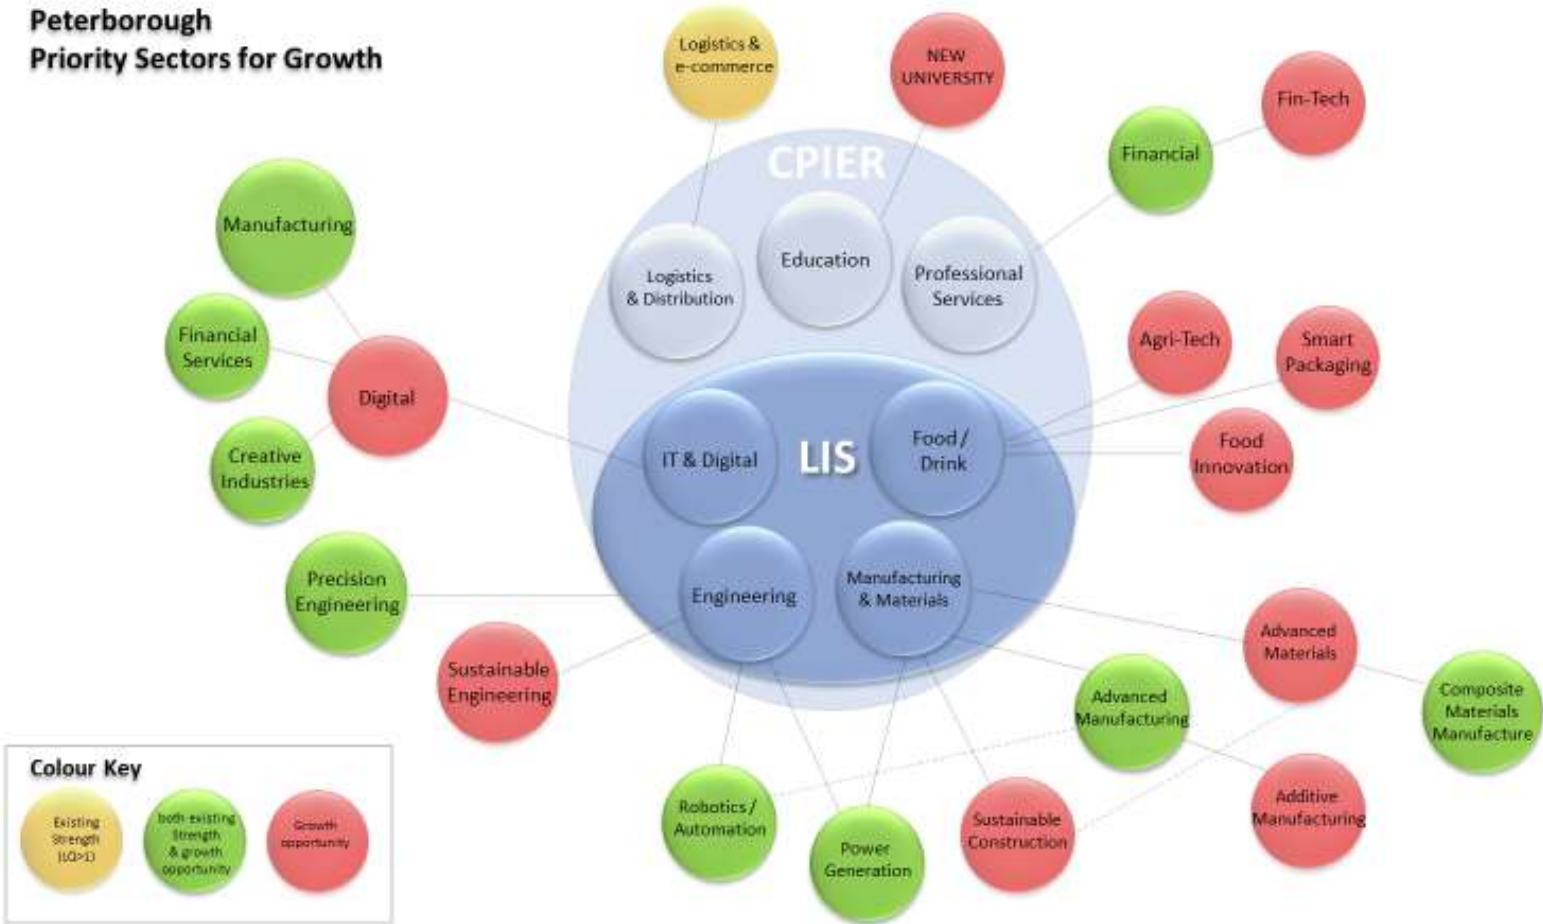 Peterborough
Priority Sectors for Growth
Logistics &
e-commerce
NEW
UNIVERSITY
Fin-Tech
Financial
CPIER
Manufacturing
Education
Logistics
& Distribution
Professional
Services
Financial
Services
Digital
Agri-Tech
Smart
Packaging
Creative
Industries
IT & Digital
LIS
Food /
Drink
Food
Innovation
Precision
Engineering
Engineering
Manufacturing
& Materials
Sustainable
Engineering
Advanced
Materials
Advanced
Manufacturing
Composite
Materials
Manufacture
Robotics /
Automation
Power
Generation
Sustainable
Construction
Additive
Manufacturing
Colour Key
Existing
Strength
(LQ>1)
both existing
Strength
& growth
opportunity
Growth
opportunity